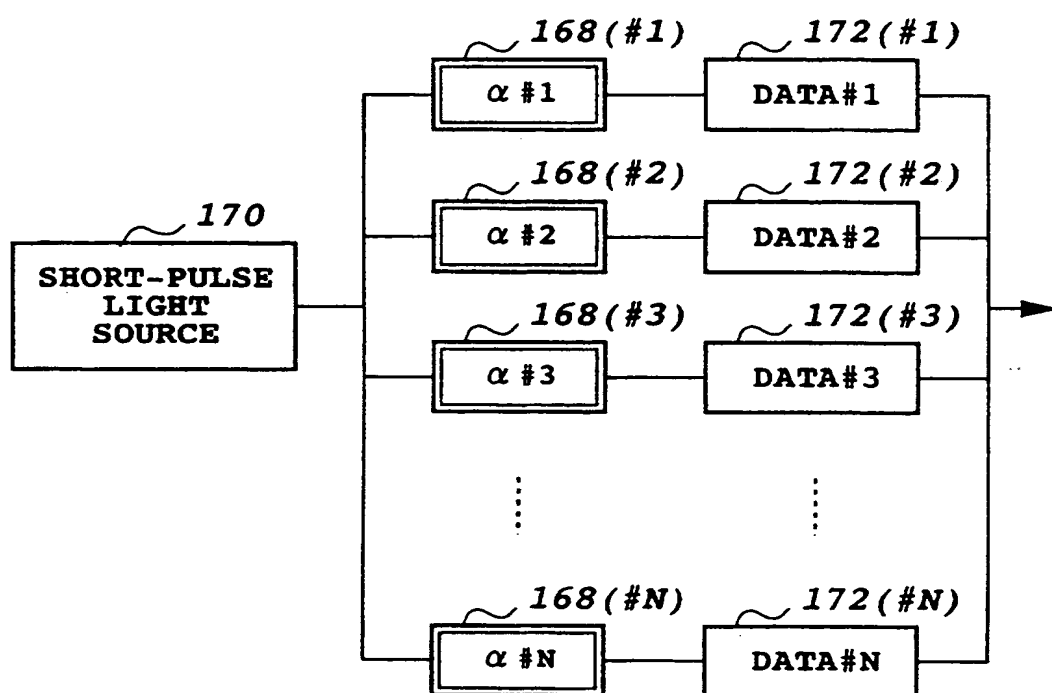 168(#1)
172(#1)
α #1
DATA#1
168(#2)
172(#2)
α #2
DATA#2
170
SHORT-PULSE
LIGHT
SOURCE
168(#3)
172(#3)
α #3
DATA#3
168(#N)
172(#N)
α #N
DATA#N